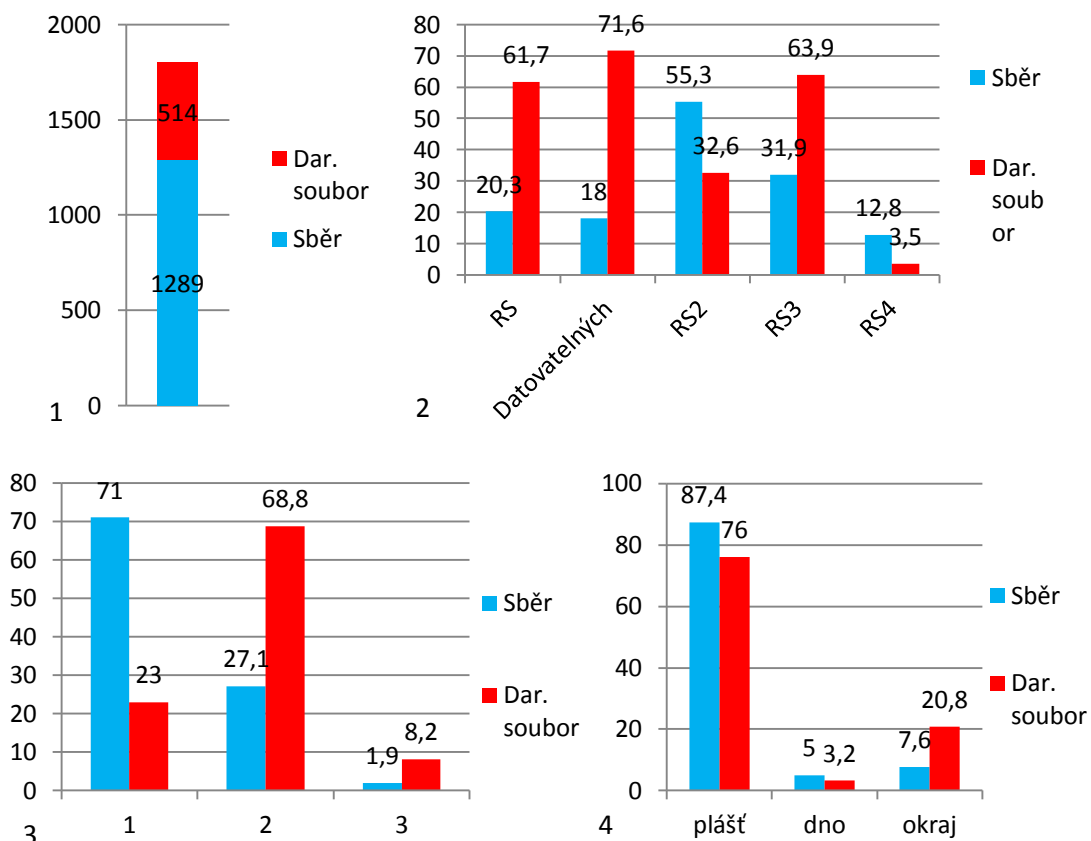 2000
1500
1000
500
0
514
1289
Dar.
soubor
Sběr
1
80
70
60
50
40
30
20
10
0
20,3
61,7
18
71,6
55,3
32,6
31,9
63,9
12,8
3,5
RS
Datovatelných
RS2
RS3
RS4
Sběr
Dar.
soub
or
2
80
70
60
50
40
30
20
10
0
71
23
27,1
68,8
1,9
8,2
1
2
3
Sběr
Dar.
soubor
3
100
80
60
40
20
0
87,4
76
5
3,2
7,6
20,8
plášť
dno
okraj
Sběr
Dar.
soubor
4